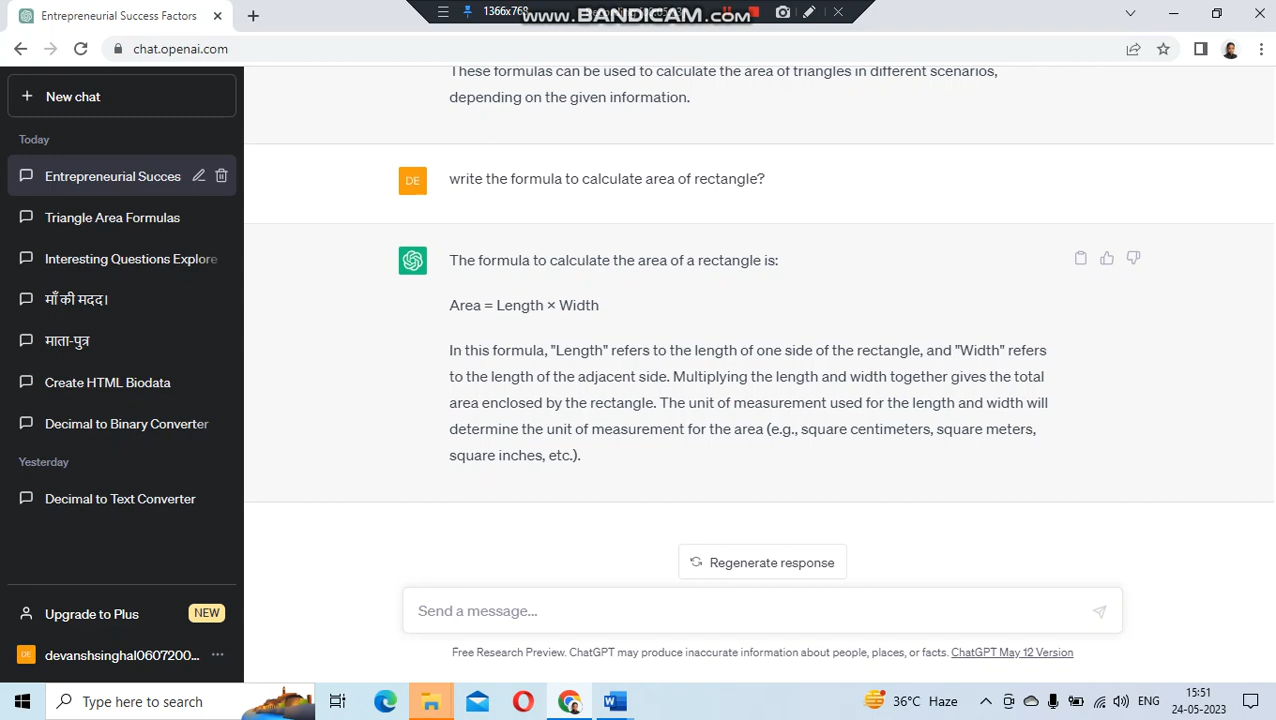 Entrepreneurial Success Factors
1366x768
www.BANDICAM.com
chat.openai.com
New chat
Today
Entrepreneurial Succes
Triangle Area Formulas
Interesting Questions Explore
माँ की मदद।
माता-पुत्र
Create HTML Biodata
Decimal to Binary Converter
Yesterday
Decimal to Text Converter
Upgrade to Plus
NEW
DE
devanshsinghal0607200...
These formulas can be used to calculate the area of triangles in different scenarios,
depending on the given information.
DE
write the formula to calculate area of rectangle?
The formula to calculate the area of a rectangle is:
Area = Length × Width
In this formula, "Length" refers to the length of one side of the rectangle, and "Width" refers
to the length of the adjacent side. Multiplying the length and width together gives the total
area enclosed by the rectangle. The unit of measurement used for the length and width will
determine the unit of measurement for the area (e.g., square centimeters, square meters,
square inches, etc.).
Regenerate response
Send a message...
Free Research Preview. ChatGPT may produce inaccurate information about people, places, or facts. ChatGPT May 12 Version
Type here to search
36°C Haze
ENG
15:51
24-05-2023